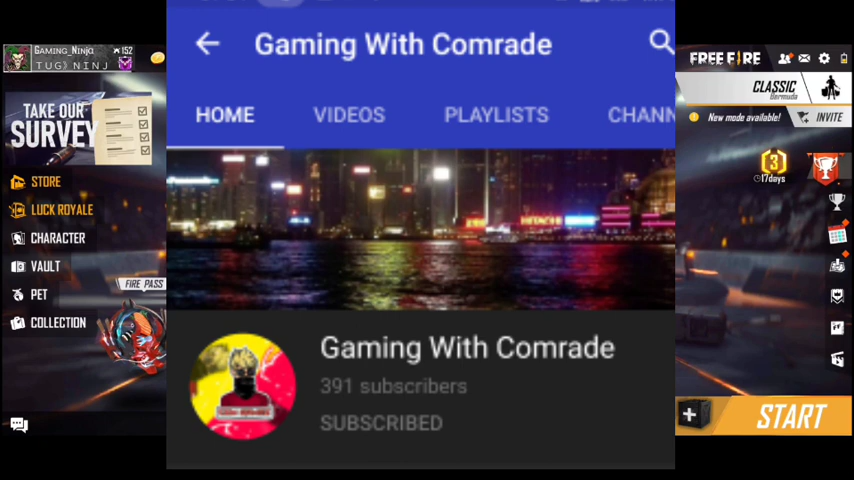 Gaming_Ninja
152
TUG》NINJ
TAKE OUR
SURVEY
STORE
LUCK ROYALE
CHARACTER
VAULT
PET
FIRE PASS
COLLECTION
Gaming With Comrade
HOME VIDEOS PLAYLISTS CHANN
HITACHI
Gaming With Comrade
391 subscribers
SUBSCRIBED
FREE FIRE
CLASSIC
Bermuda
New mode available!
INVITE
3
17days
START